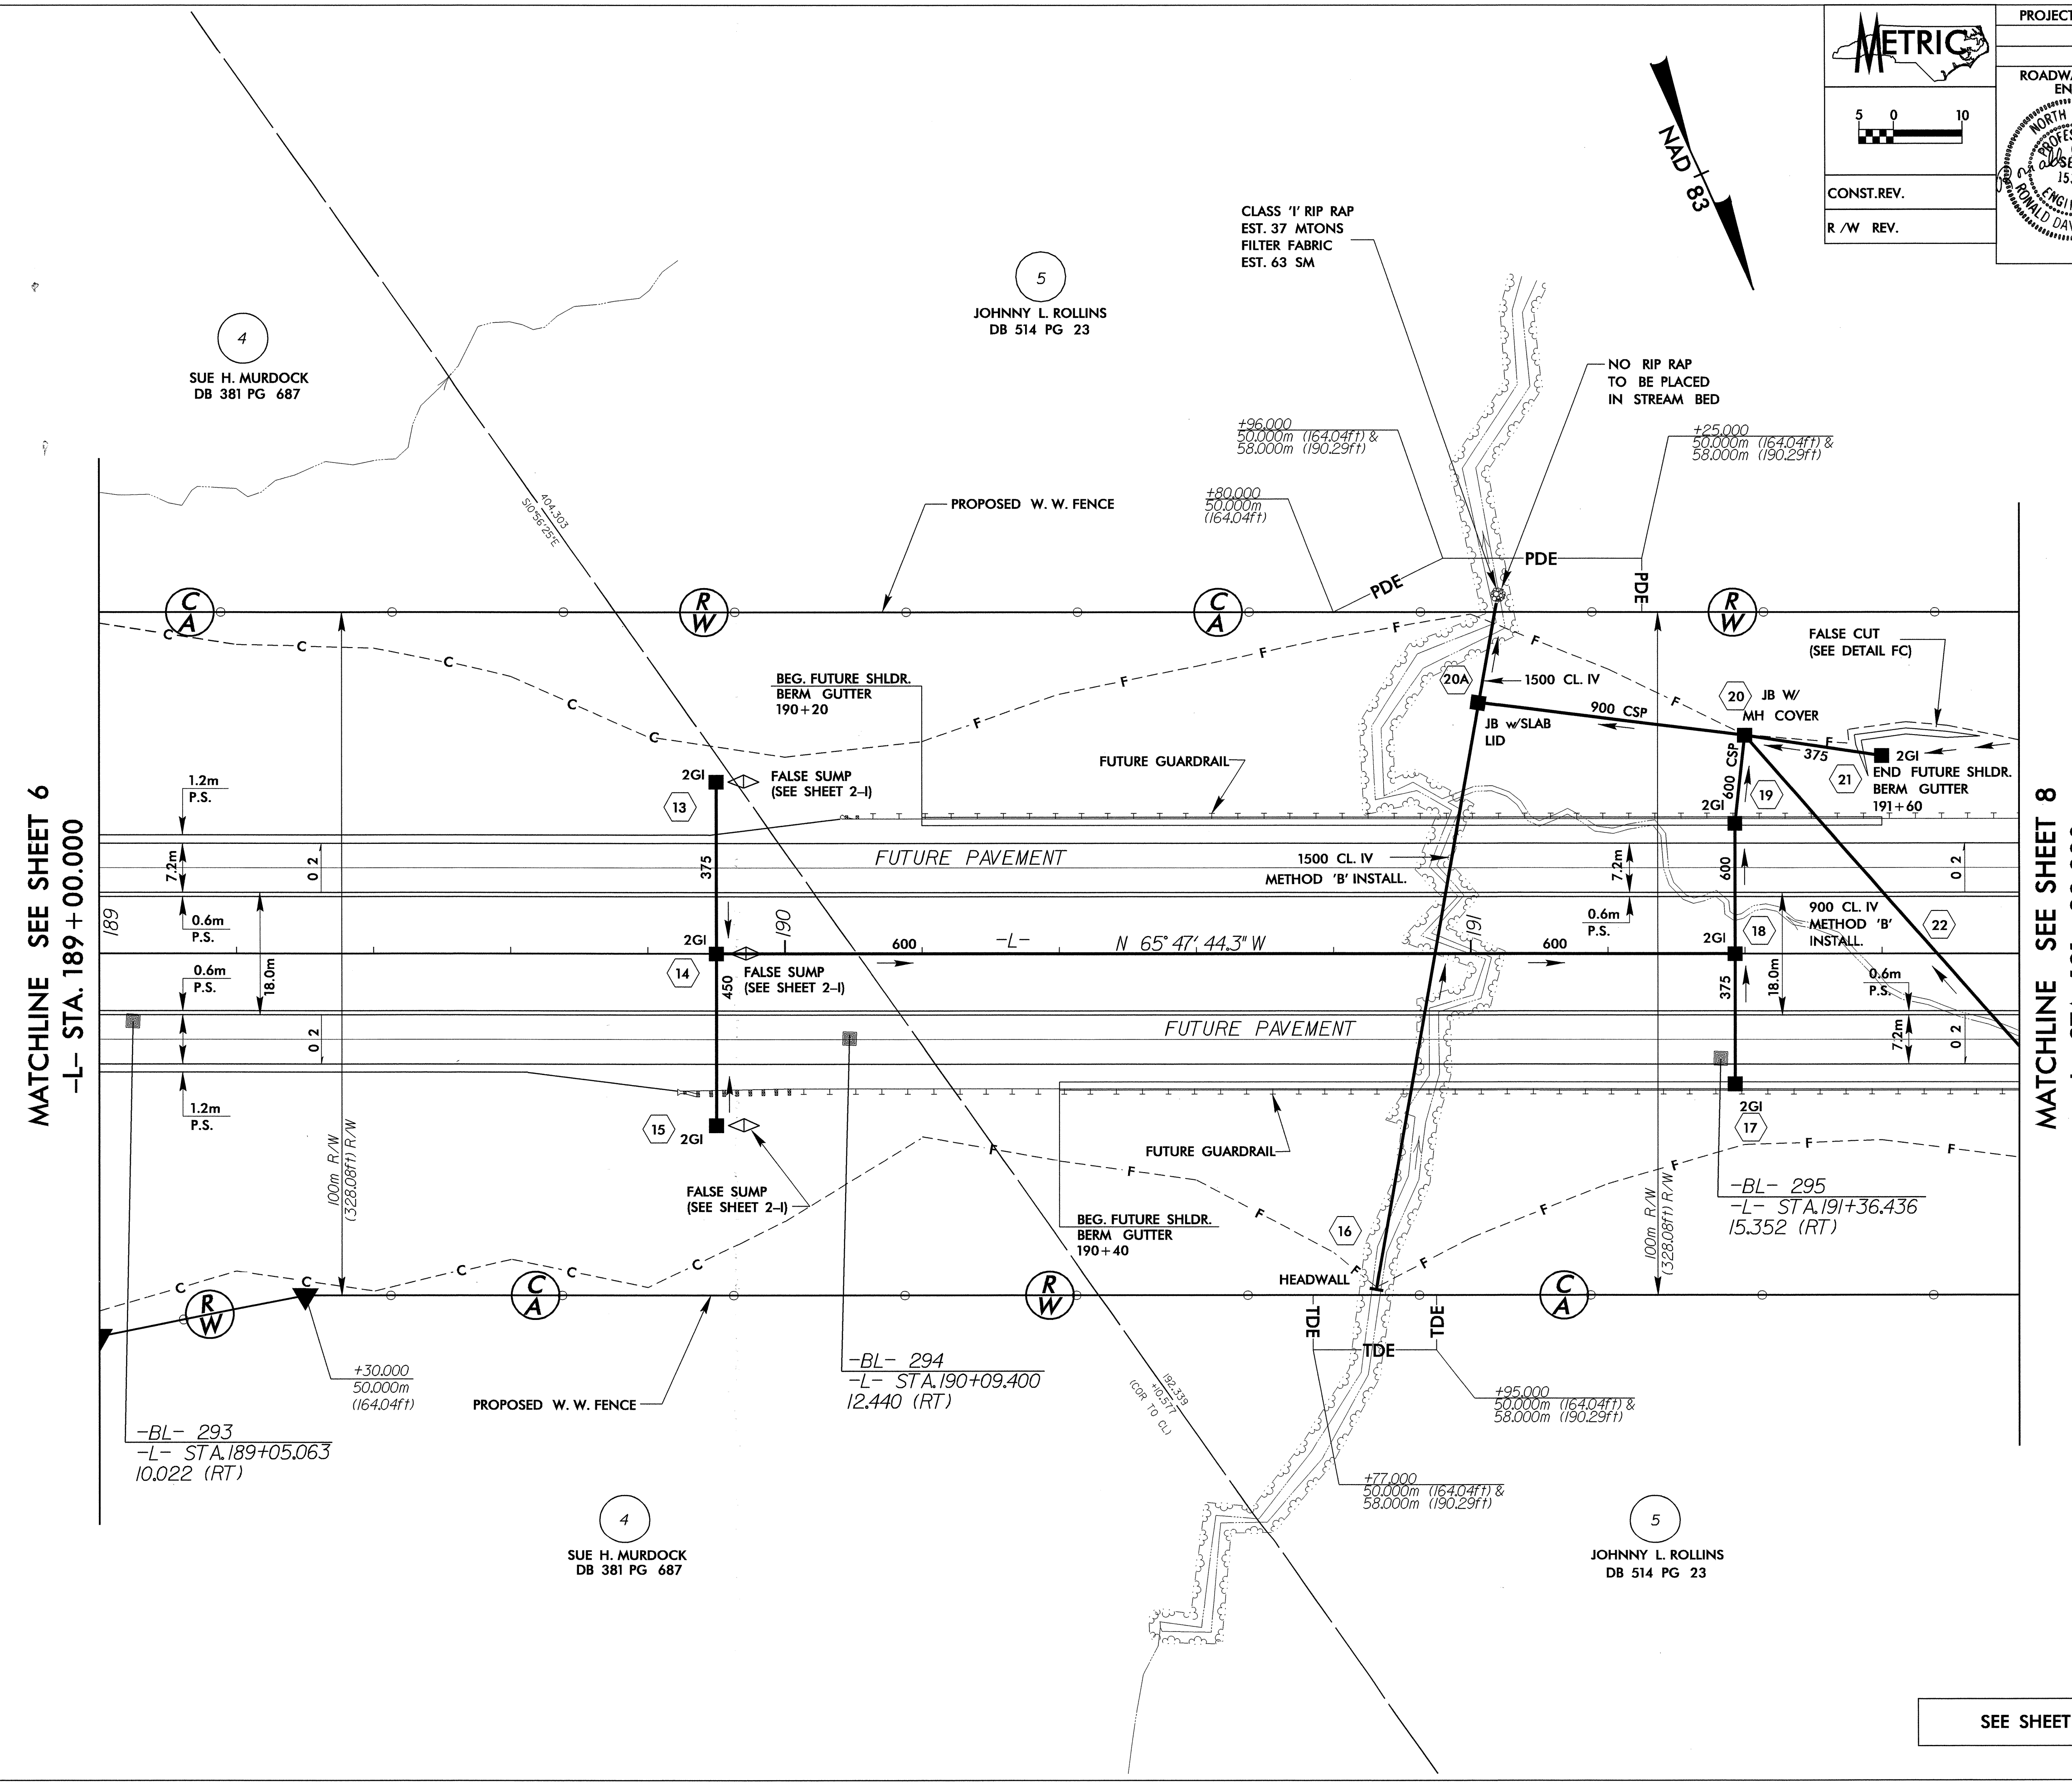 METRIC
PROJECT
ROADWA
EN
5 0 10
NORTH
PROFES
SE
15.
ENGI
RONALD DAV
CONST.REV.
R /W REV.
NAD 83
CLASS 'I' RIP RAP
EST. 37 MTONS
FILTER FABRIC
EST. 63 SM
5
JOHNNY L. ROLLINS
DB 514 PG 23
4
SUE H. MURDOCK
DB 381 PG 687
NO RIP RAP
TO BE PLACED
IN STREAM BED
+96.000
50.000m (164.04ft) &
58.000m (190.29ft)
+25.000
50.000m (164.04ft) &
58.000m (190.29ft)
+80.000
50.000m
(164.04ft)
PROPOSED W. W. FENCE
404.303
S10°56'25"E
PDE
PDE
PDE
C A
R W
C A
R W
C
C
C
C
C
F
F
F
F
F
F
F
FALSE CUT
(SEE DETAIL FC)
BEG. FUTURE SHLDR.
BERM GUTTER
190+20
20A
1500 CL. IV
20
JB W/
MH COVER
900 CSP
JB w/SLAB
LID
375
2GI
21
END FUTURE SHLDR.
BERM GUTTER
191+60
600 CSP
19
2GI
FUTURE GUARDRAIL
2GI
FALSE SUMP
(SEE SHEET 2-I)
13
1.2m
P.S.
7.2m
0 2
375
FUTURE PAVEMENT
1500 CL. IV
METHOD 'B' INSTALL.
7.2m
600
0 2
0.6m
P.S.
189
190
191
0.6m
P.S.
900 CL. IV
METHOD 'B'
INSTALL.
18
22
2GI
2GI
600
-L-
N 65° 47' 44.3" W
600
14
FALSE SUMP
(SEE SHEET 2-I)
450
0.6m
P.S.
18.0m
375
18.0m
0.6m
P.S.
0 2
FUTURE PAVEMENT
7.2m
0 2
1.2m
P.S.
15
2GI
2GI
17
FUTURE GUARDRAIL
100m R/W
(328.08ft) R/W
FALSE SUMP
(SEE SHEET 2-I)
F
F
F
F
F
F
F
F
F
F
BEG. FUTURE SHLDR.
BERM GUTTER
190+40
16
HEADWALL
100m R/W
(328.08ft) R/W
-BL- 295
-L- STA.191+36.436
15.352 (RT)
C
C
C
C
C
R W
C A
R W
C A
TDE
TDE
TDE
+30.000
50.000m
(164.04ft)
PROPOSED W. W. FENCE
-BL- 294
-L- STA.190+09.400
12.440 (RT)
192.339
+10.577
(COR TO CL)
+95.000
50.000m (164.04ft) &
58.000m (190.29ft)
-BL- 293
-L- STA.189+05.063
10.022 (RT)
+77.000
50.000m (164.04ft) &
58.000m (190.29ft)
4
SUE H. MURDOCK
DB 381 PG 687
5
JOHNNY L. ROLLINS
DB 514 PG 23
MATCHLINE SEE SHEET 6
-L- STA. 189+00.000
MATCHLINE SEE SHEET 8
SEE SHEET